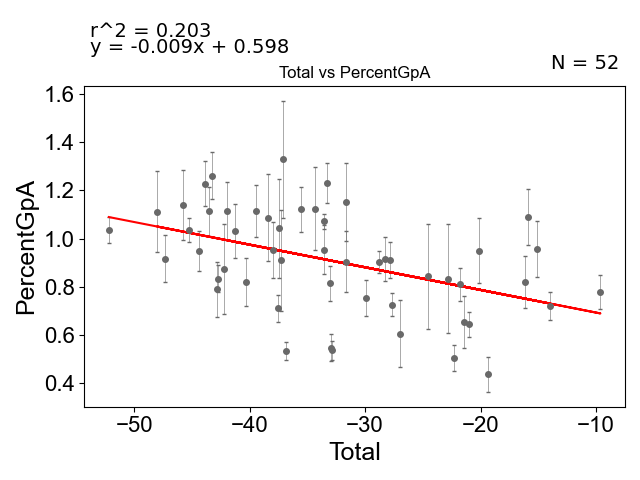 r^2 = 0.203
y = -0.009x + 0.598
N = 52
Total vs PercentGpA
1.6
1.4
1.2
1.0
0.8
0.6
0.4
PercentGpA
−50 −40 −30 −20 −10
Total